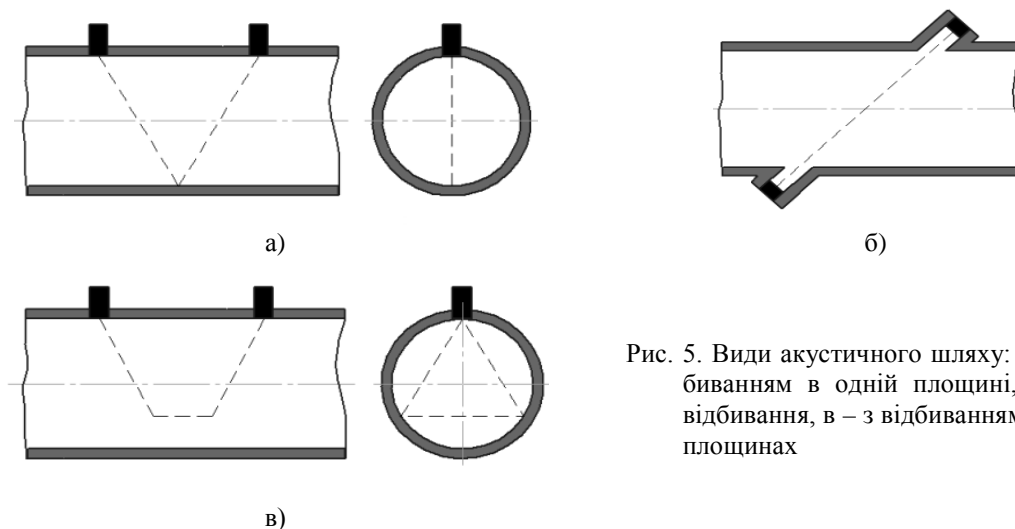 а)
б)
Рис. 5. Види акустичного шляху:
биванням в одній площині,
відбивання, в – з відбиванням
площинах
в)